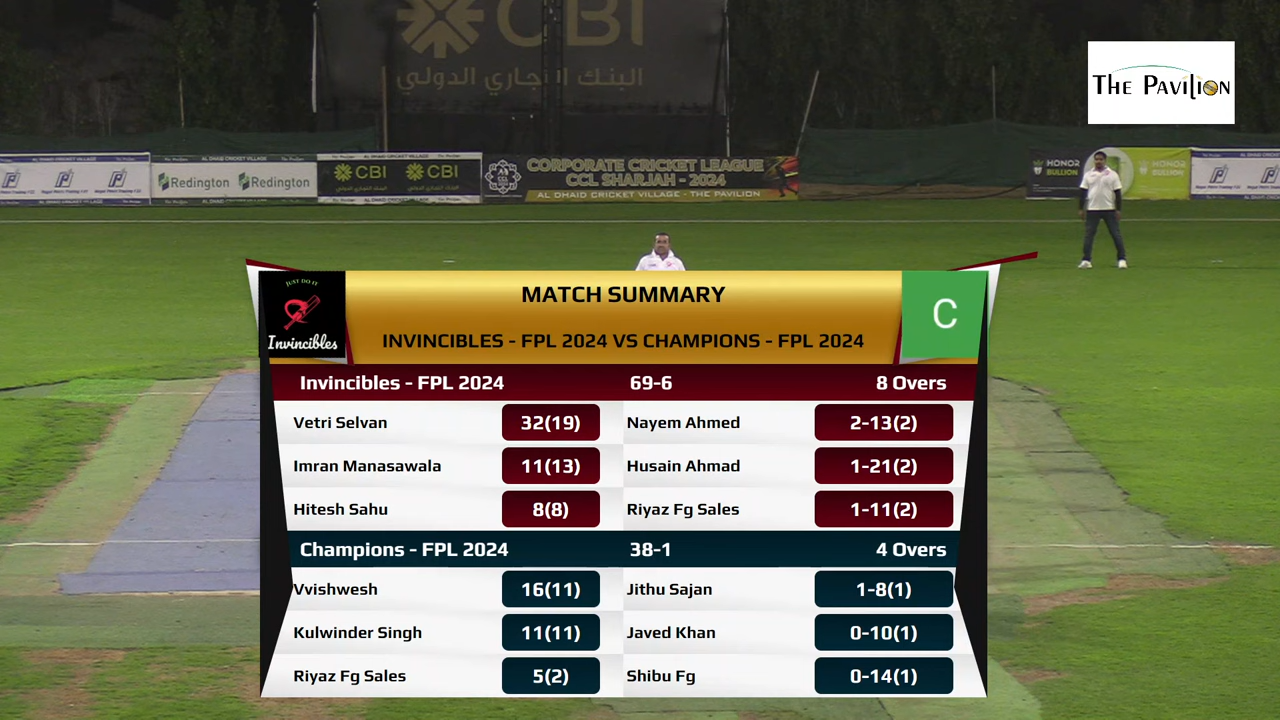 CBI
البنك التجاري الدولي
THE PAVILION
Redington
Redington
CBI
CBI
CORPORATE CRICKET LEAGUE
CCL SHARJAH - 2024
AL DHAID CRICKET VILLAGE - THE PAVILION
HONOR
BULLION
HONOR
BULLION
JUST DO IT
Invincibles
C
MATCH SUMMARY
INVINCIBLES - FPL 2024 VS CHAMPIONS - FPL 2024
Invincibles - FPL 2024 69-6 8 Overs
Vetri Selvan 32(19) Nayem Ahmed 2-13(2)
Imran Manasawala 11(13) Husain Ahmad 1-21(2)
Hitesh Sahu 8(8) Riyaz Fg Sales 1-11(2)
Champions - FPL 2024 38-1 4 Overs
Vvishwesh 16(11) Jithu Sajan 1-8(1)
Kulwinder Singh 11(11) Javed Khan 0-10(1)
Riyaz Fg Sales 5(2) Shibu Fg 0-14(1)